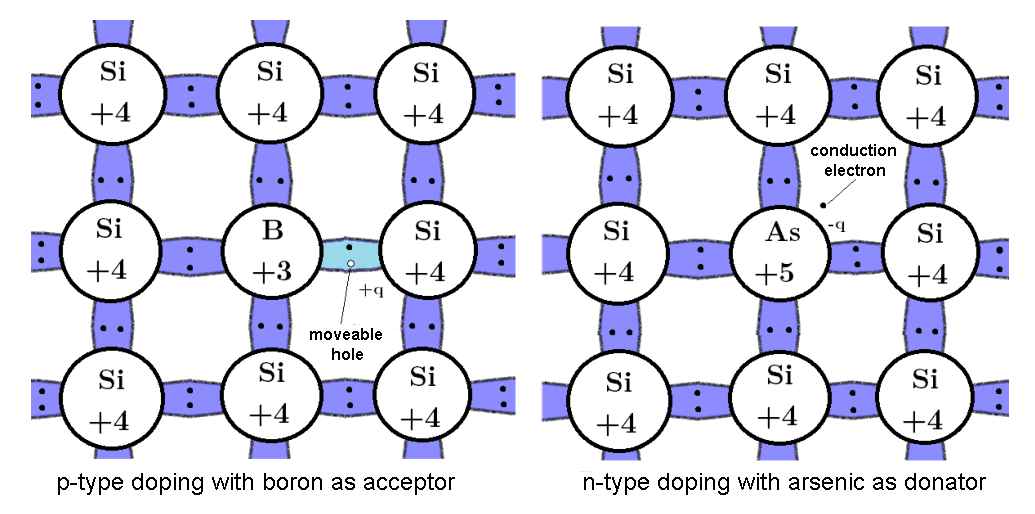 Si
+4
Si
+4
Si
+4
Si
+4
B
+3
Si
+4
+q
moveable
hole
Si
+4
Si
+4
Si
+4
p-type doping with boron as acceptor
Si
+4
Si
+4
Si
+4
conduction
electron
-q
Si
+4
As
+5
Si
+4
Si
+4
Si
+4
Si
+4
n-type doping with arsenic as donator